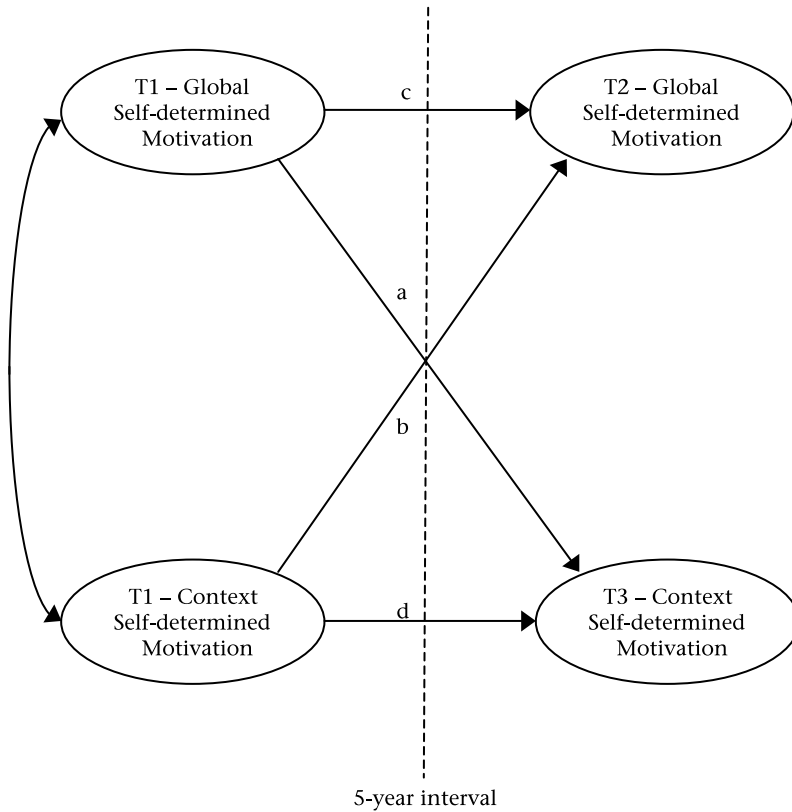 T1 – Global
Self-determined
Motivation
c
T2 – Global
Self-determined
Motivation
a
b
T1 – Context
Self-determined
Motivation
d
T3 – Context
Self-determined
Motivation
5-year interval